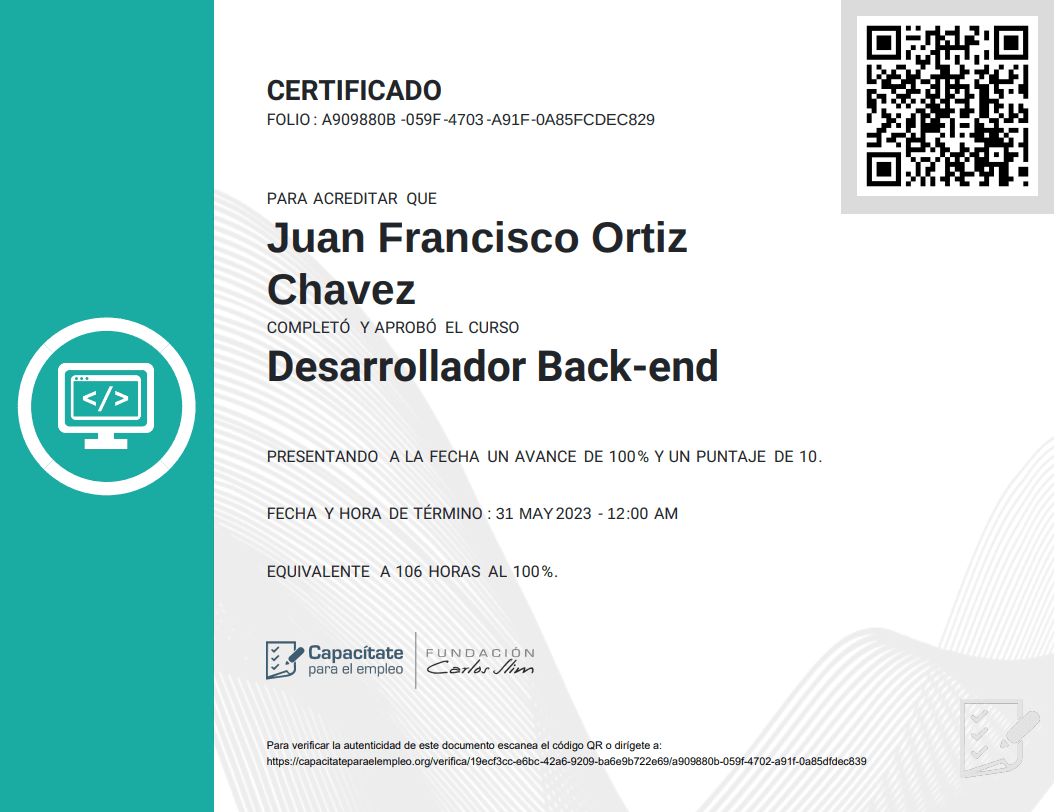 CERTIFICADO
FOLIO : A909880B -059F -4703 -A91F -0A85FCDEC829
PARA ACREDITAR QUE
Juan Francisco Ortiz
Chavez
COMPLETÓ Y APROBÓ EL CURSO
Desarrollador Back-end
</>
PRESENTANDO A LA FECHA UN AVANCE DE 100% Y UN PUNTAJE DE 10.
FECHA Y HORA DE TÉRMINO : 31 MAY 2023 - 12:00 AM
EQUIVALENTE A 106 HORAS AL 100%.
Capacítate
para el empleo
FUNDACIÓN
Carlos Slim
Para verificar la autenticidad de este documento escanea el código QR o dirígete a:
https://capacitateparaelempleo.org/verifica/19ecf3cc-e6bc-42a6-9209-ba6e9b722e69/a909880b-059f-4702-a91f-0a85dfdec839